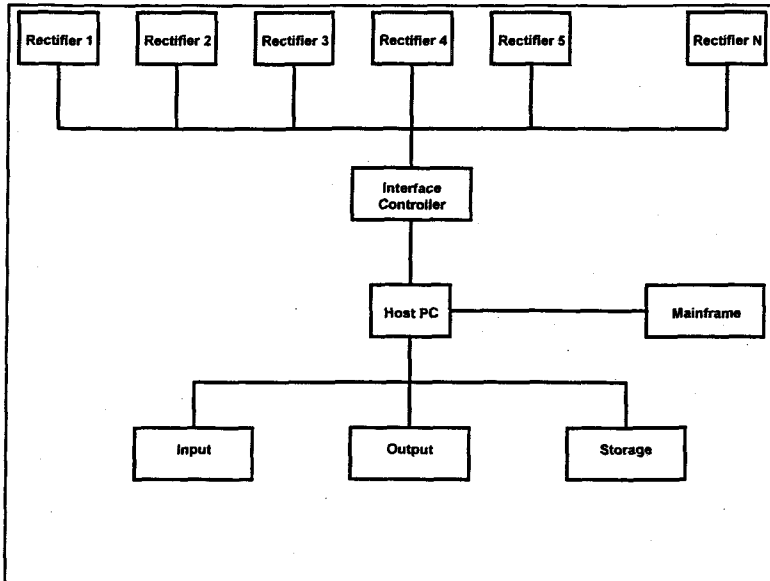 Rectifier 1
Rectifier 2
Rectifier 3
Rectifier 4
Rectifier 5
Rectifier N
Interface
Controller
Host PC
Mainframe
Input
Output
Storage